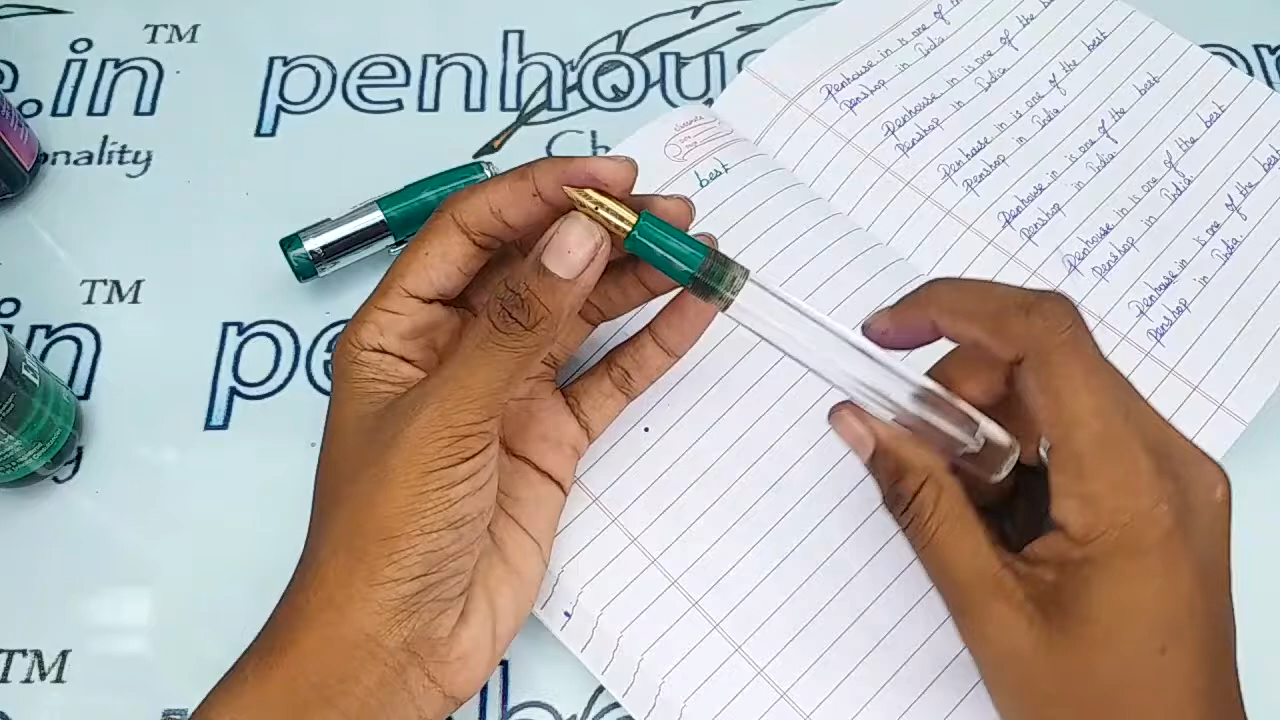 TM
e.in
penhous
onality
Ch
TM
in
pe
TM
best
Penhouse.in is one of the
penshop in India
Penhouse.in is one of the be
penshop in India
Penhouse.in is one of the best
penshop in India
Penhouse.in is one of the best
penshop in India.
Penhouse.in is one of the best
penshop in India.
Penhouse.in is one of the best
penshop in India.